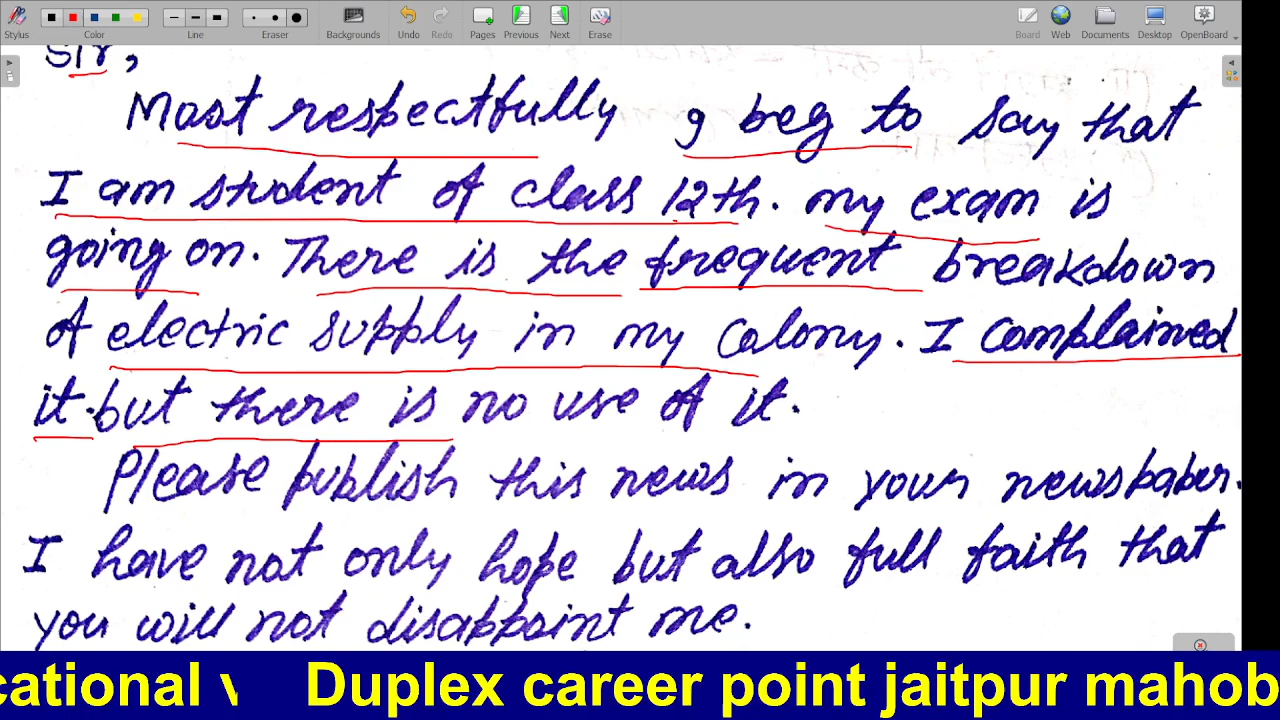 Stylus
Color
Line
Eraser
Backgrounds
Undo
Redo
Pages
Previous
Next
Erase
Board
Web
Documents
Desktop
OpenBoard
Sir,
Most respectfully I beg to say that
I am student of class 12th. my exam is
going on. There is the frequent breakdown
of electric supply in my colony. I complained
it. but there is no use of it.
Please publish this news in your newspaper.
I have not only hope but also full faith that
you will not disappoint me.
cational v Duplex career point jaitpur mahob